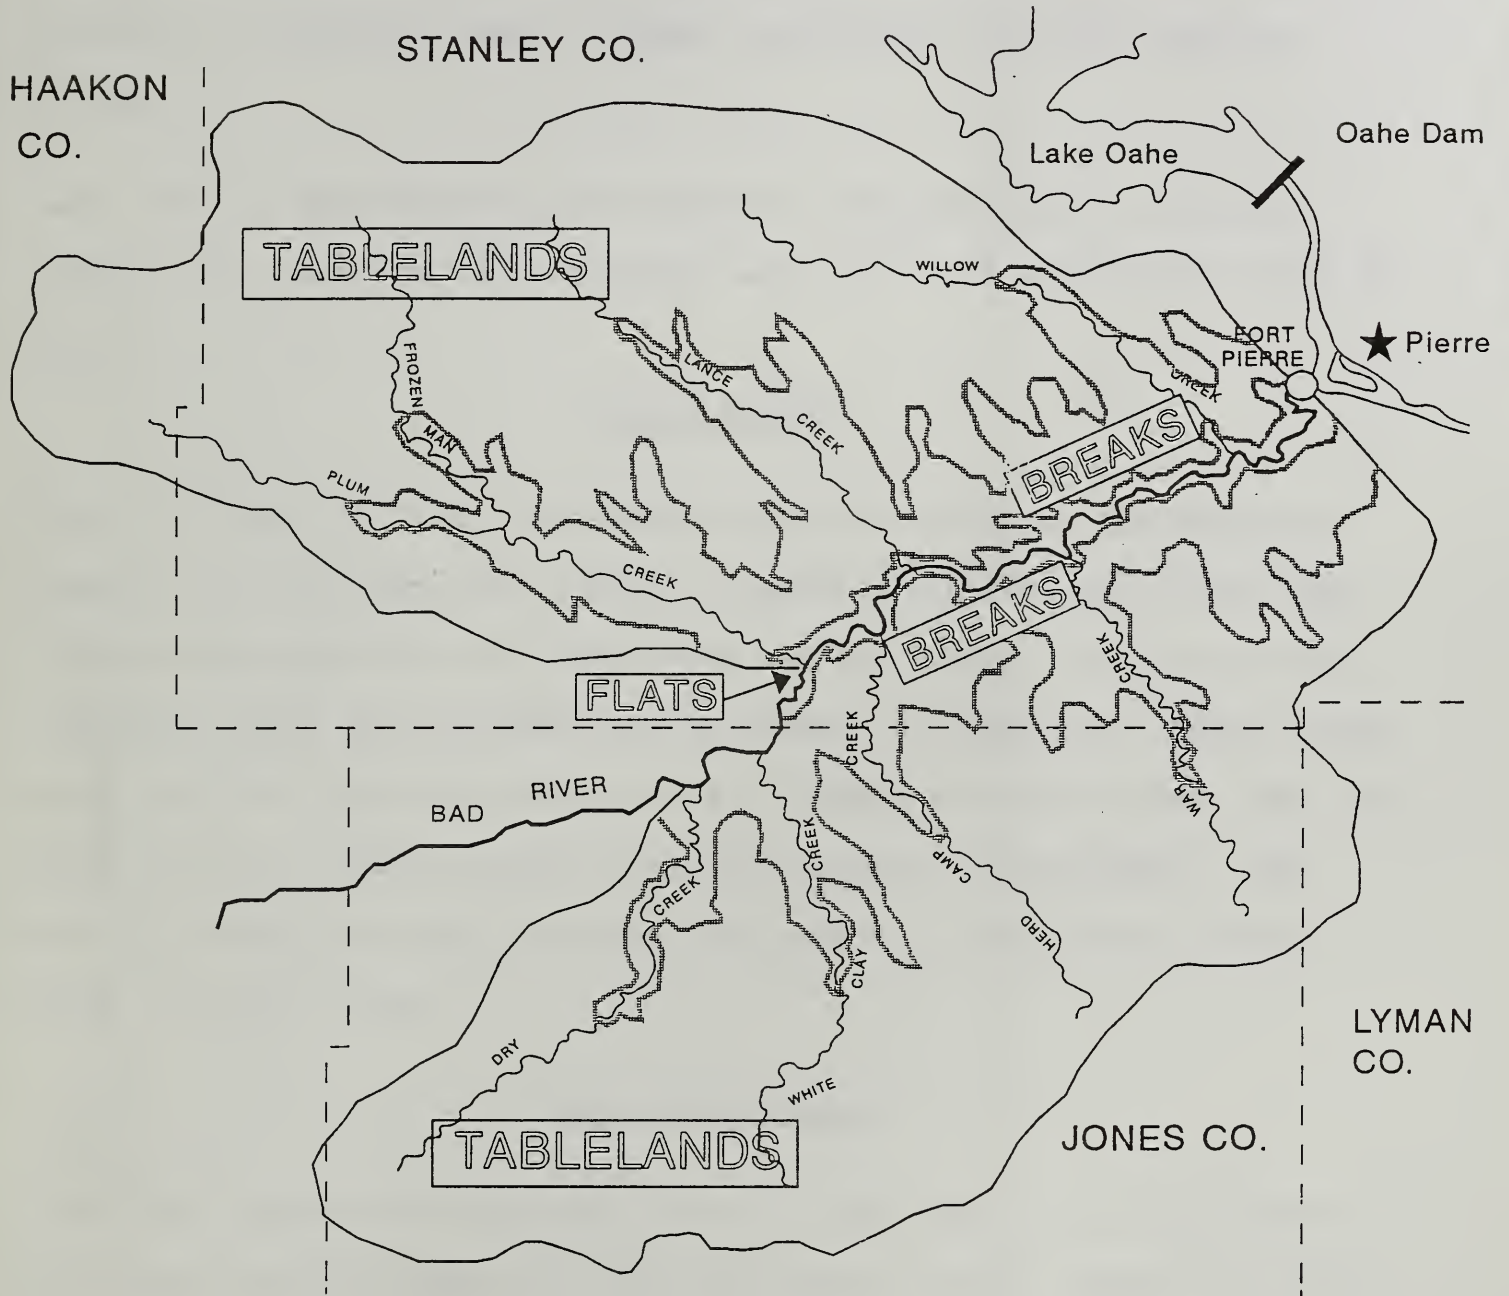 STANLEY CO.
HAAKON
CO.
Oahe Dam
Lake Oahe
TABLELANDS
WILLOW
CREEK
FORT
PIERRE
Pierre
FROZEN
MAN
LANCE
CREEK
BREAKS
PLUM
CREEK
BREAKS
CREEK
WAR
FLATS
CREEK
CAMP
HERD
BAD RIVER
CREEK
CLAY
WHITE
CREEK
DRY
LYMAN
CO.
TABLELANDS
JONES CO.